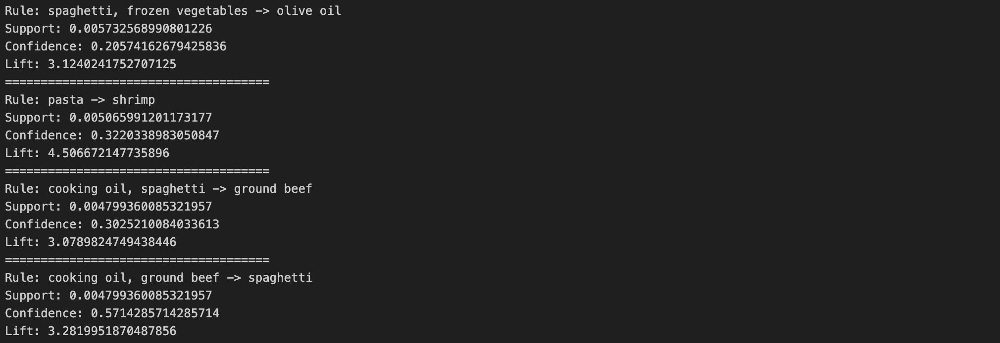 Rule: spaghetti, frozen vegetables -> olive oil
Support: 0.005732568990801226
Confidence: 0.20574162679425836
Lift: 3.1240241752707125
=====================================
Rule: pasta -> shrimp
Support: 0.005065991201173177
Confidence: 0.3220338983050847
Lift: 4.506672147735896
=====================================
Rule: cooking oil, spaghetti -> ground beef
Support: 0.004799360085321957
Confidence: 0.3025210084033613
Lift: 3.0789824749438446
=====================================
Rule: cooking oil, ground beef -> spaghetti
Support: 0.004799360085321957
Confidence: 0.5714285714285714
Lift: 3.2819951870487856